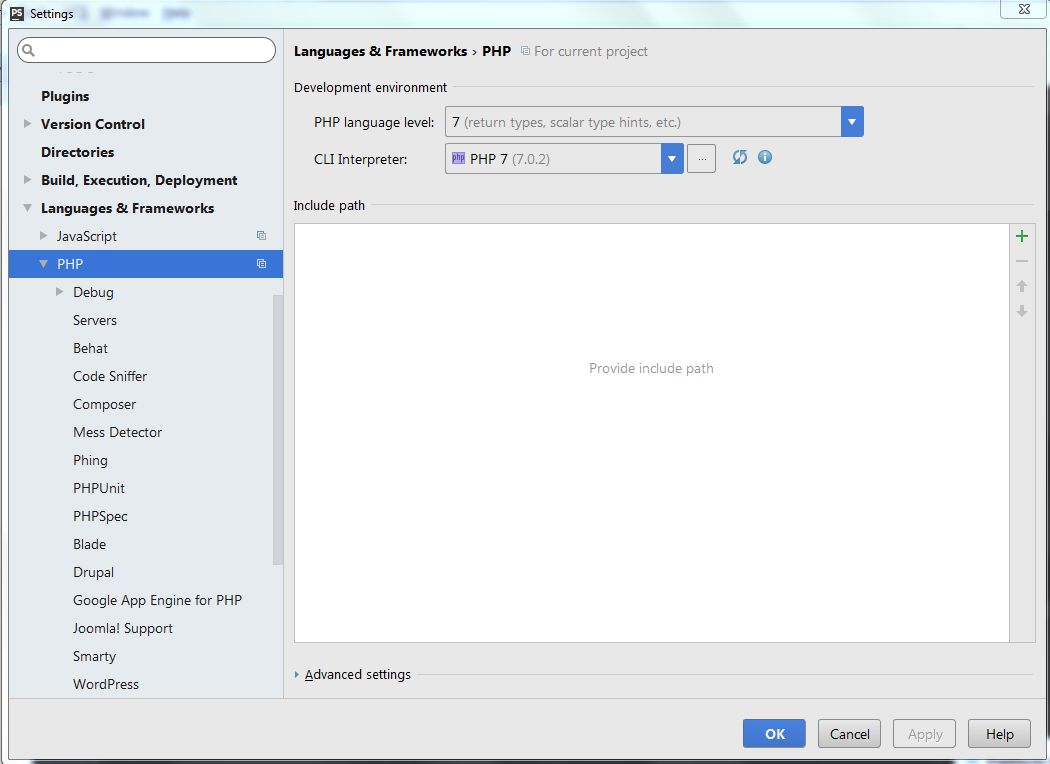 PS Settings
Plugins
Version Control
Directories
Build, Execution, Deployment
Languages & Frameworks
JavaScript
PHP
Debug
Servers
Behat
Code Sniffer
Composer
Mess Detector
Phing
PHPUnit
PHPSpec
Blade
Drupal
Google App Engine for PHP
Joomla! Support
Smarty
WordPress
Languages & Frameworks › PHP For current project
Development environment
PHP language level: 7 (return types, scalar type hints, etc.)
CLI Interpreter: php PHP 7 (7.0.2) ...
Include path
Provide include path
Advanced settings
OK Cancel Apply Help